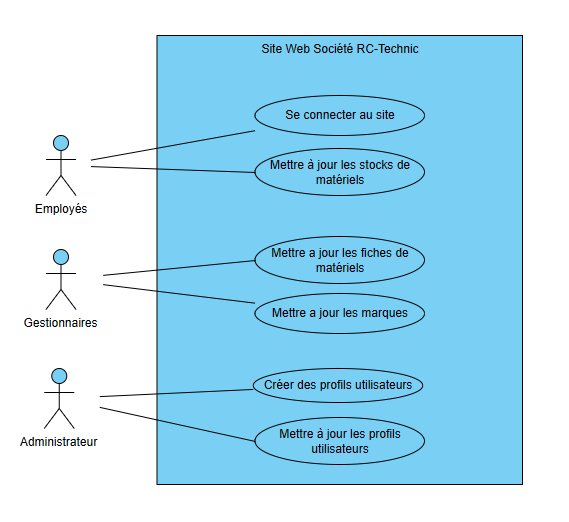 Site Web Société RC-Technic
Se connecter au site
Mettre à jour les stocks de
matériels
Employés
Mettre a jour les fiches de
matériels
Mettre a jour les marques
Gestionnaires
Créer des profils utilisateurs
Mettre à jour les profils
utilisateurs
Administrateur